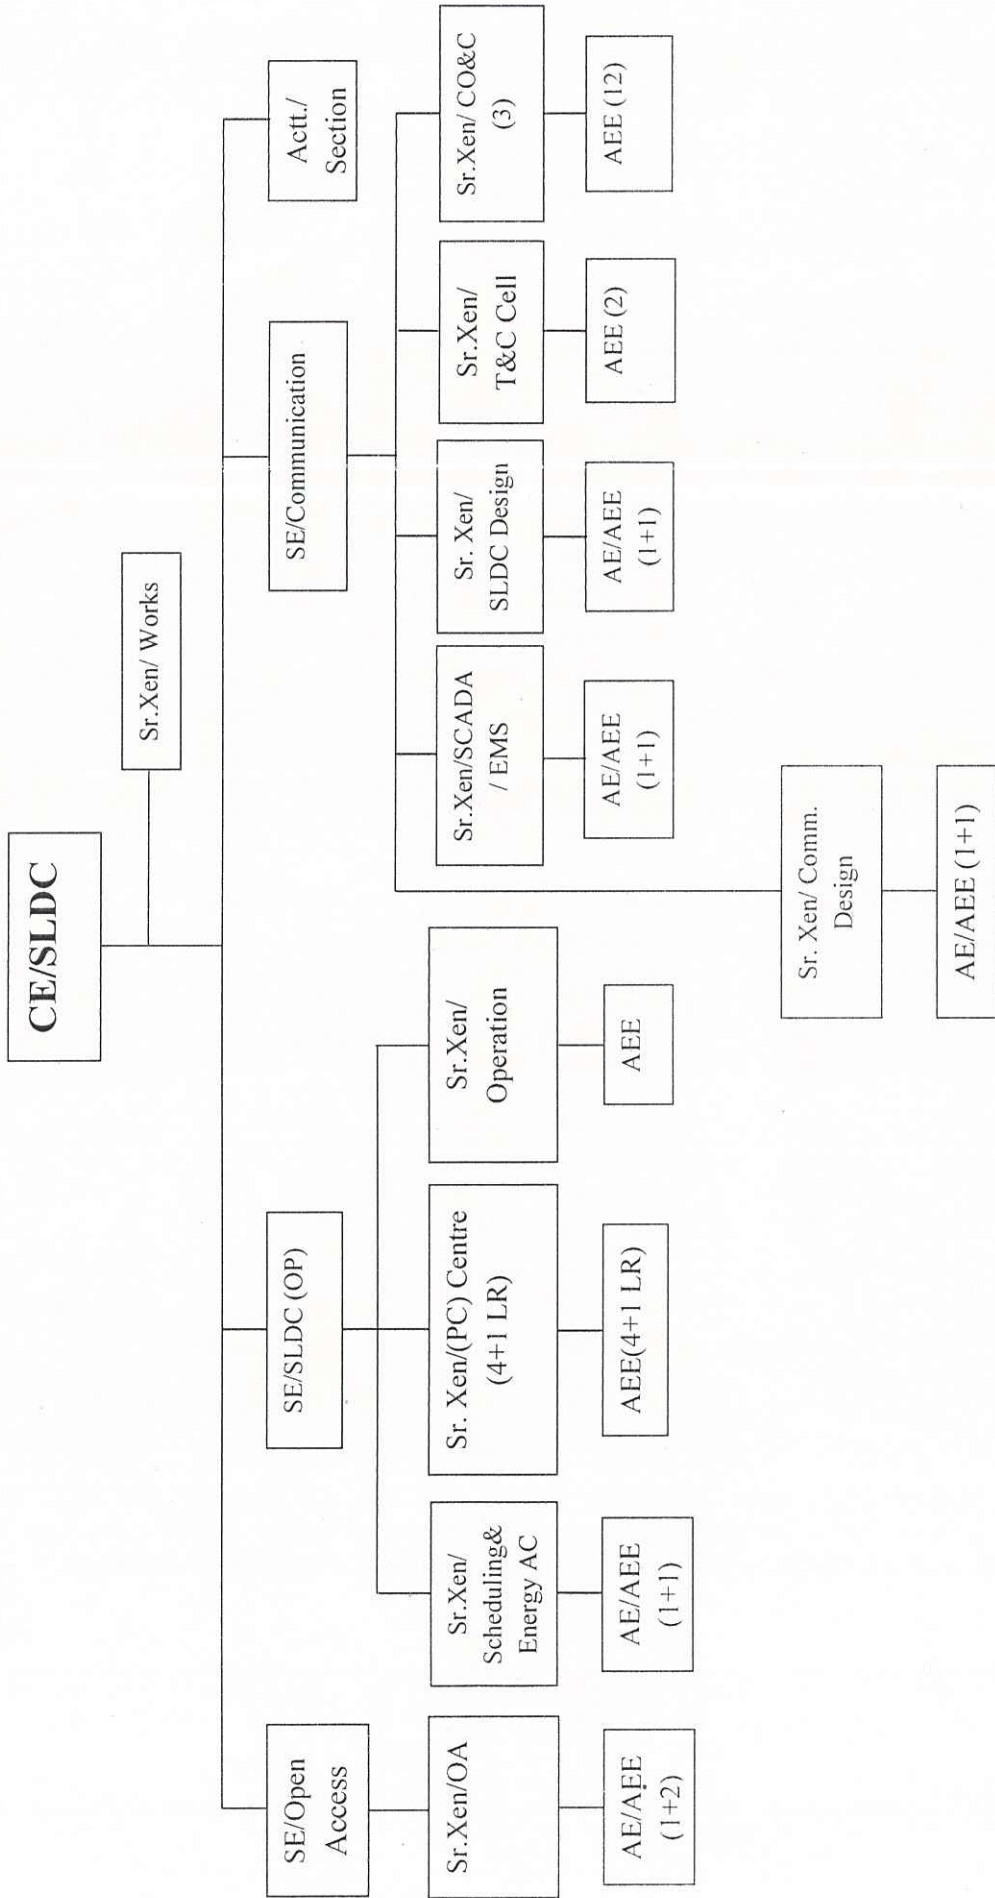 CE/SLDC
Sr.Xen/ Works
SE/Open
Access
SE/SLDC (OP)
SE/Communication
Actt./
Section
Sr.Xen/OA
Sr.Xen/
Scheduling&
Energy AC
Sr. Xen/(PC) Centre
(4+1 LR)
Sr.Xen/
Operation
Sr.Xen/SCADA
/ EMS
Sr. Xen/
SLDC Design
Sr.Xen/
T&C Cell
Sr.Xen/ CO&C
(3)
AE/AEE
(1+2)
AE/AEE
(1+1)
AEE(4+1 LR)
AEE
AE/AEE
(1+1)
AE/AEE
(1+1)
AEE (2)
AEE (12)
Sr. Xen/ Comm.
Design
AE/AEE (1+1)